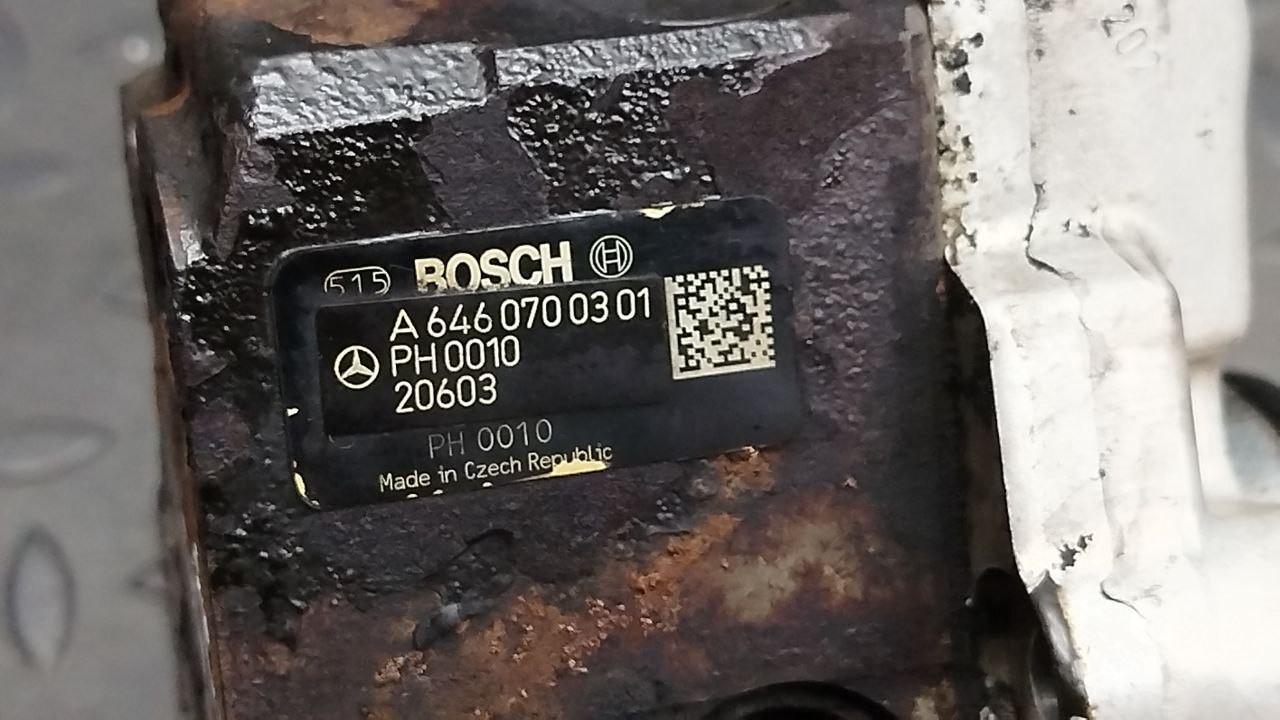 515 BOSCH
A 646 070 03 01
PH 0010
20603
PH 0010
Made in Czech Republic